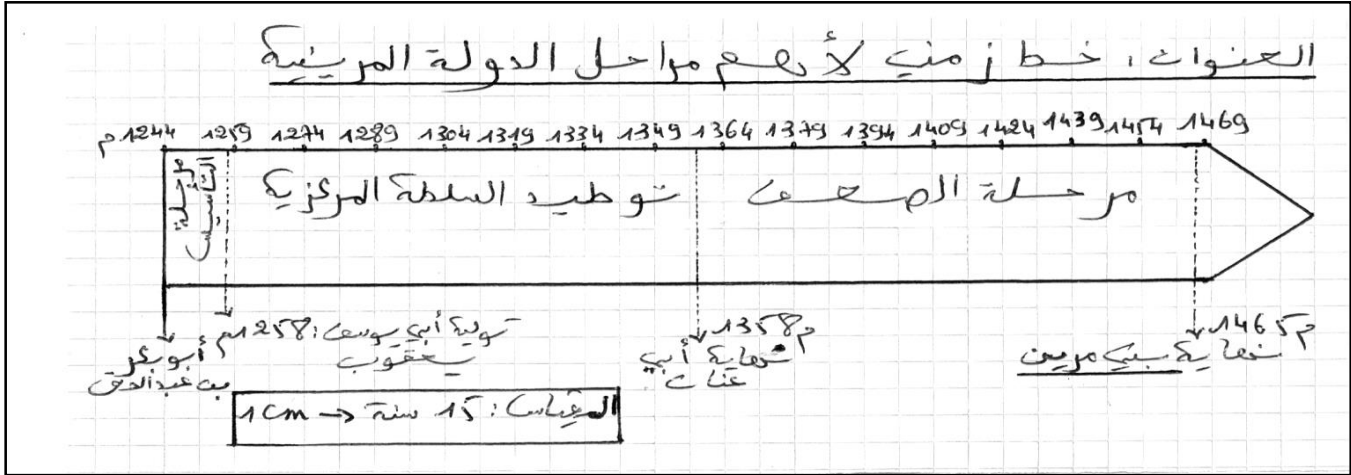 العنوان: خط زمني لأهم مراحل الدولة المرينية
1244م 1259 1274 1289 1304 1319 1334 1349 1364 1379 1394 1409 1424 1439 1454 1469
مرحلة التأسيس
توطيد السلطة المركزية
مرحلة الضعف
أبو بكر
بن عبد الحق
1258م: تولية أبي يوسف
يعقوب
1358م
نهاية أبي
عنان
1465م
نهاية بني مرين
المقياس: 15 سنة → 1cm